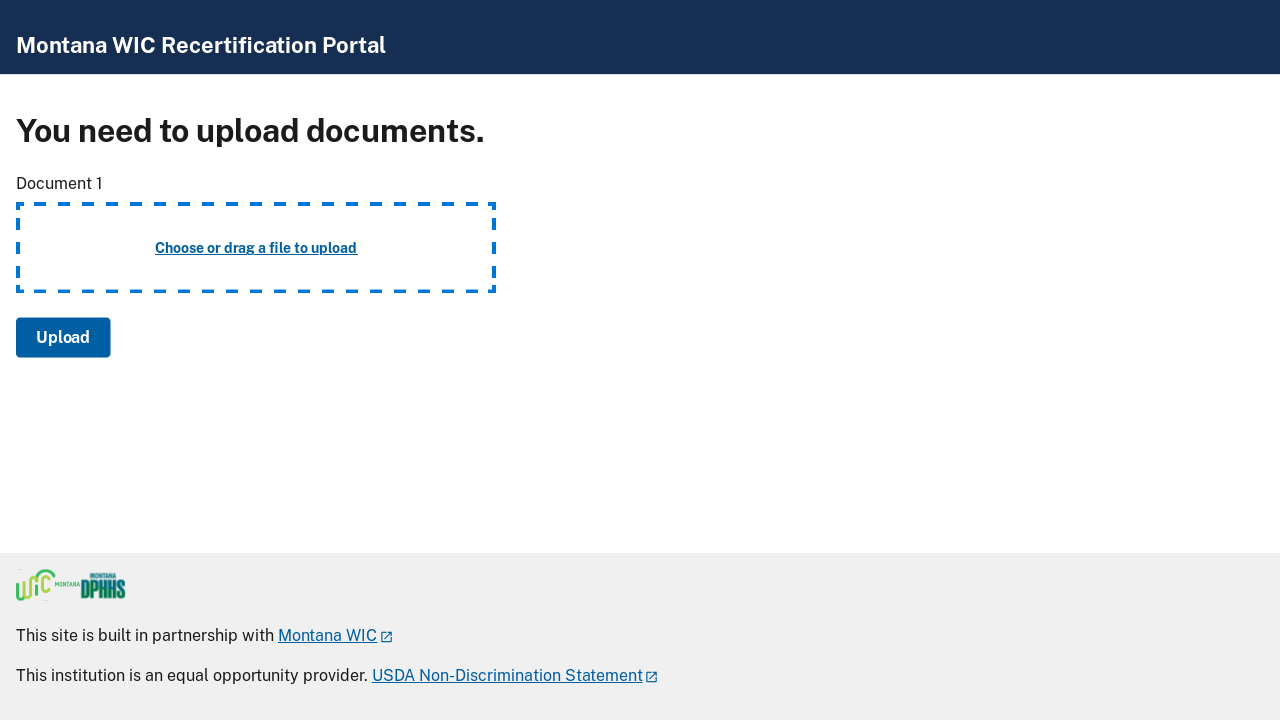 Montana WIC Recertification Portal
You need to upload documents.
Document 1
Choose or drag a file to upload
Upload
WIC MONTANA MONTANA DPHHS
This site is built in partnership with Montana WIC
This institution is an equal opportunity provider. USDA Non-Discrimination Statement